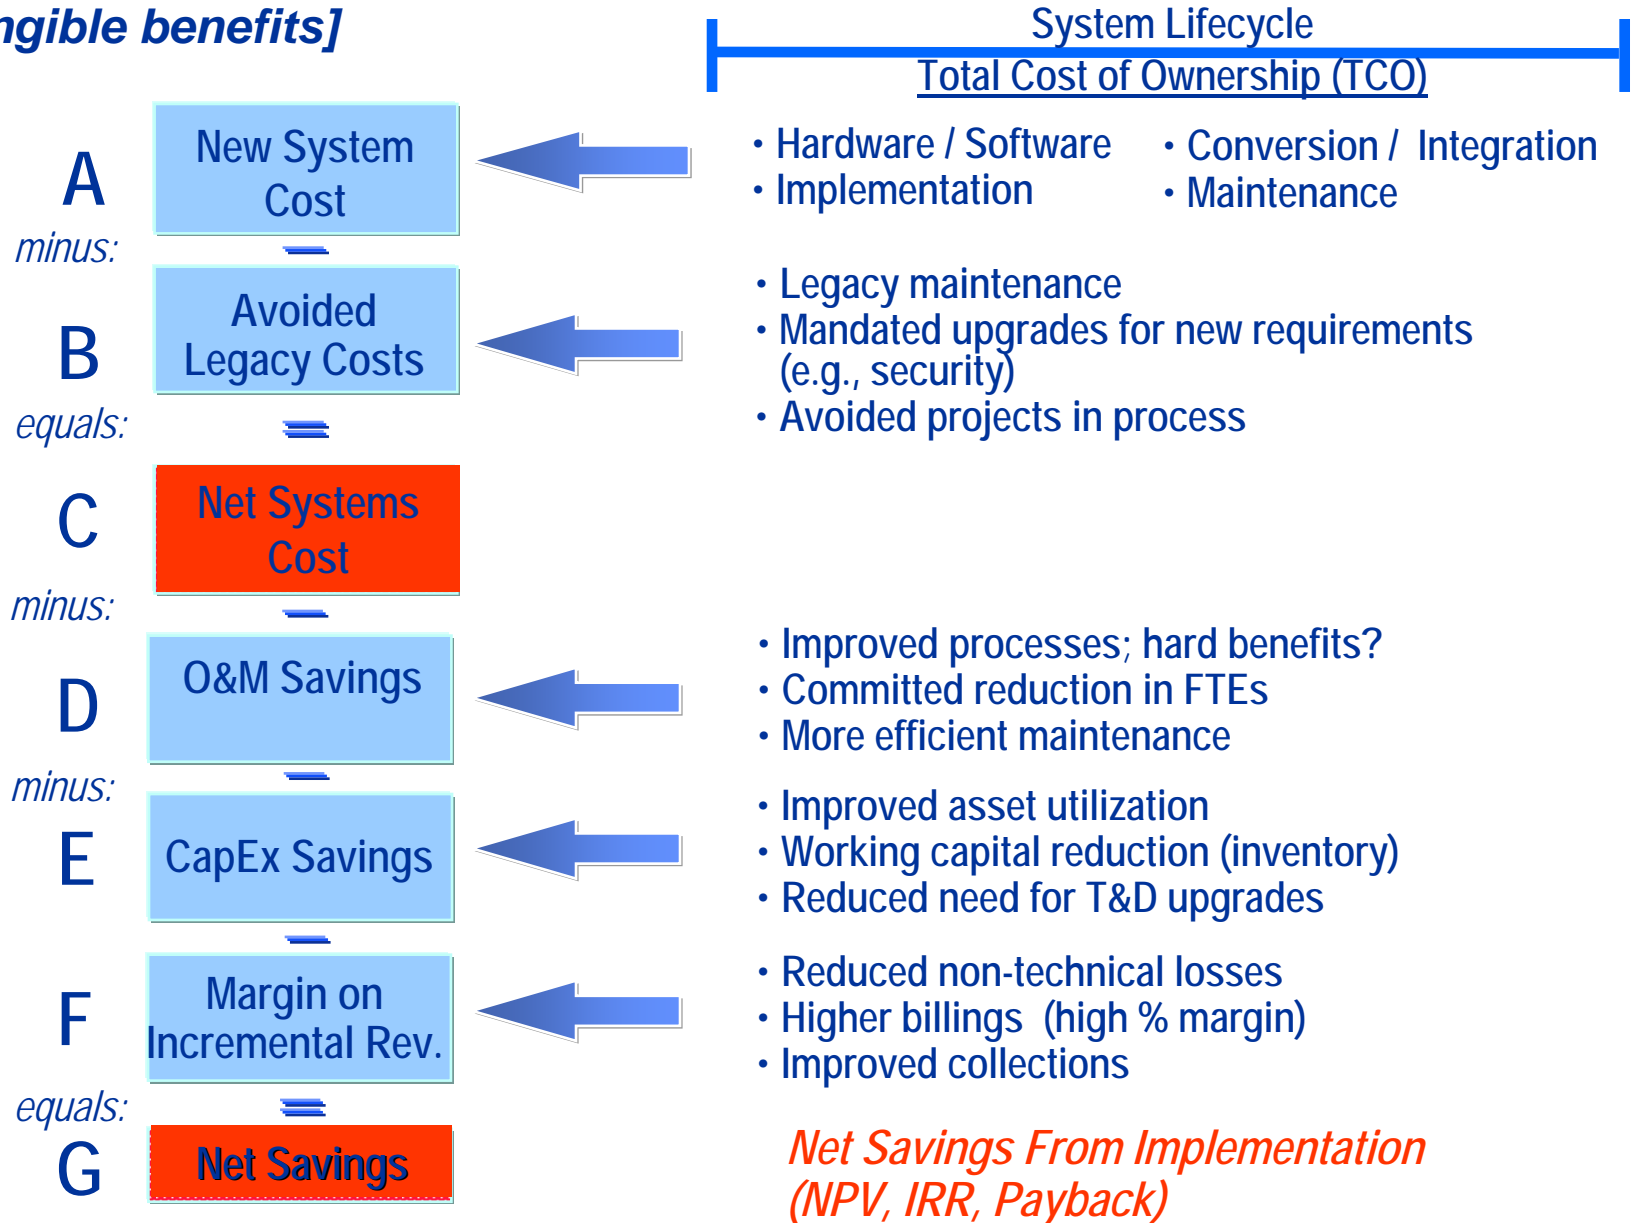 ngible benefits]
System Lifecycle
Total Cost of Ownership (TCO)
A
New System
Cost
• Hardware / Software
• Implementation
• Conversion / Integration
• Maintenance
minus:
B
Avoided
Legacy Costs
• Legacy maintenance
• Mandated upgrades for new requirements
(e.g., security)
• Avoided projects in process
equals:
=
C
Net Systems
Cost
minus:
D
O&M Savings
• Improved processes; hard benefits?
• Committed reduction in FTEs
• More efficient maintenance
minus:
E
CapEx Savings
• Improved asset utilization
• Working capital reduction (inventory)
• Reduced need for T&D upgrades
F
Margin on
Incremental Rev.
• Reduced non-technical losses
• Higher billings (high % margin)
• Improved collections
equals:
=
G
Net Savings
Net Savings From Implementation
(NPV, IRR, Payback)